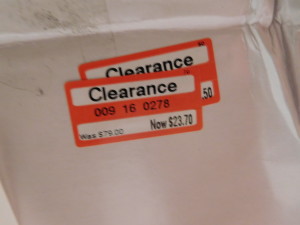 Clearance
.50
Clearance
009 16 0278
Was $79.00
Now $23.70